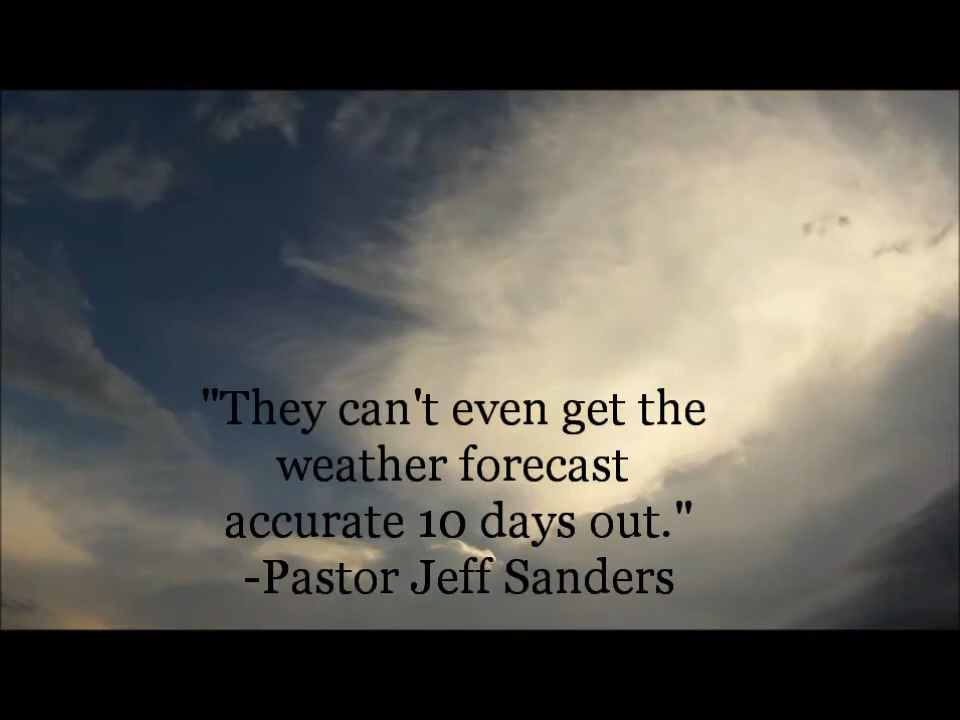 "They can't even get the
weather forecast
accurate 10 days out."
-Pastor Jeff Sanders